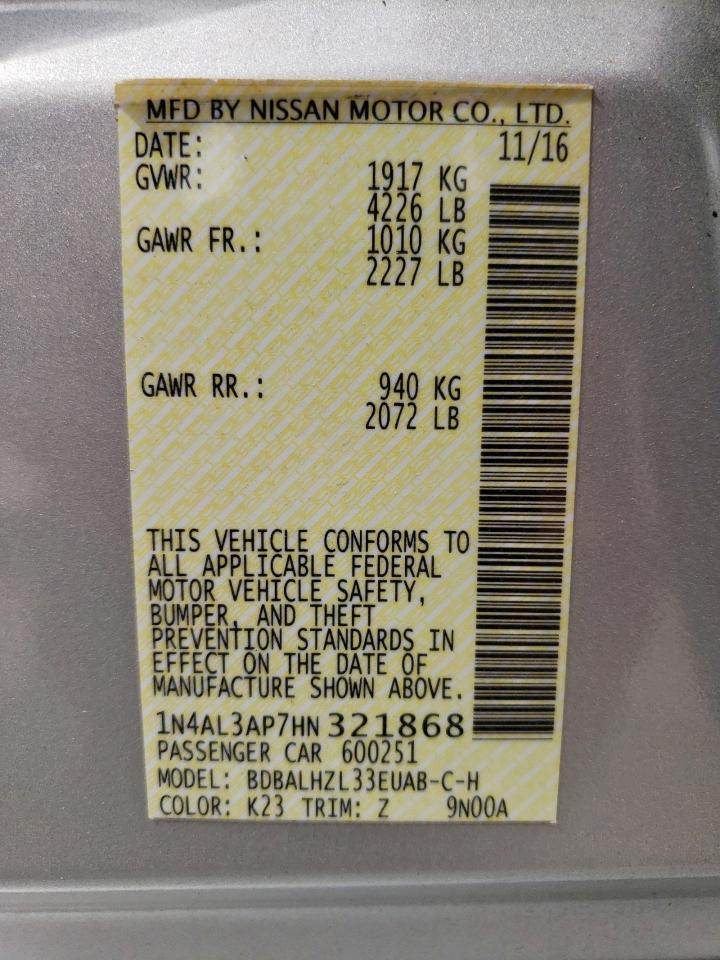 MFD BY NISSAN MOTOR CO., LTD.
DATE: 11/16
GVWR: 1917 KG
4226 LB
GAWR FR.: 1010 KG
2227 LB
GAWR RR.: 940 KG
2072 LB
THIS VEHICLE CONFORMS TO
ALL APPLICABLE FEDERAL
MOTOR VEHICLE SAFETY,
BUMPER, AND THEFT
PREVENTION STANDARDS IN
EFFECT ON THE DATE OF
MANUFACTURE SHOWN ABOVE.
1N4AL3AP7HN 321868
PASSENGER CAR 600251
MODEL: BDBALHZL33EUAB-C-H
COLOR: K23 TRIM: Z 9N00A